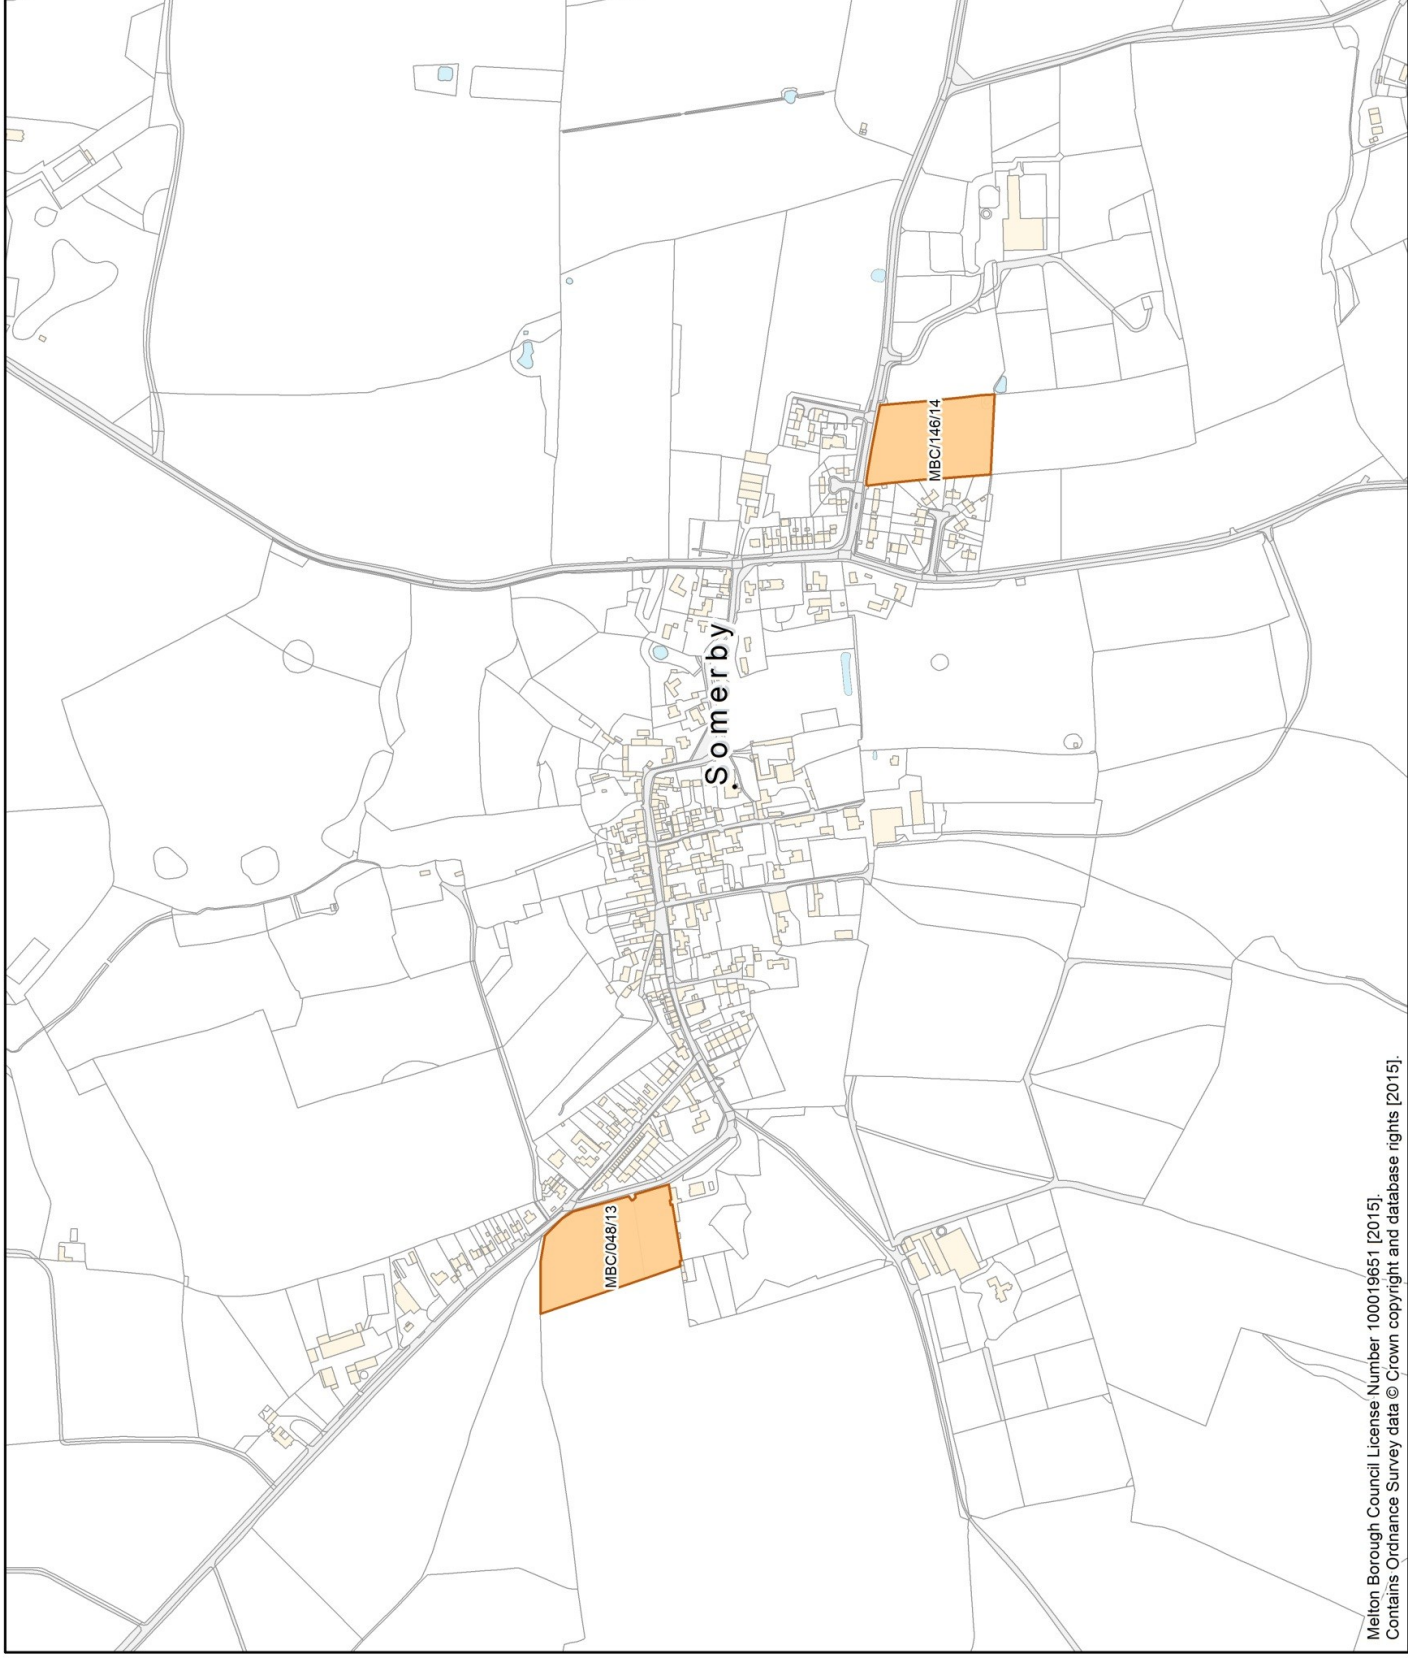 MBC/048/13
Somerby
MBC/146/14
Melton Borough Council License Number 100019651 [2015].
Contains Ordnance Survey data © Crown copyright and database rights [2015].